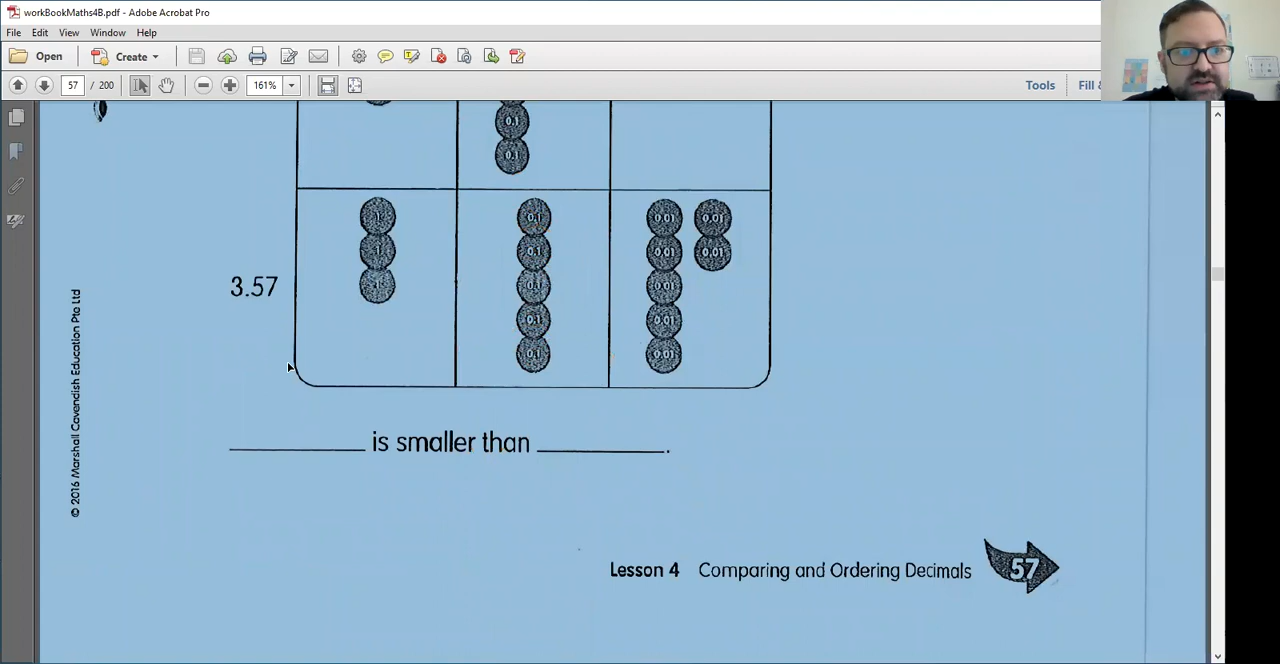 workBookMaths4B.pdf - Adobe Acrobat Pro
File Edit View Window Help
Open Create
57 / 200 161% Tools Fill &
0.1
0.1
3.57
1 0.1 0.01 0.01
1 0.1 0.01 0.01
1 0.1 0.01
0.1 0.01
0.1 0.01
is smaller than .
Lesson 4 Comparing and Ordering Decimals 57
© 2016 Marshall Cavendish Education Pte Ltd